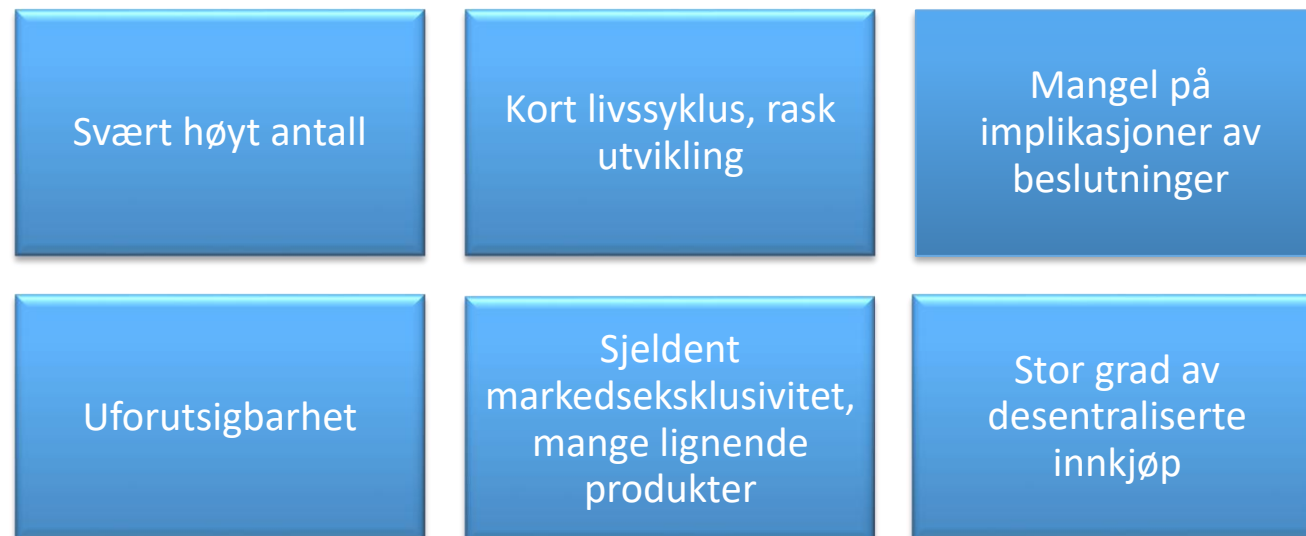 Svært høyt antall
Kort livssyklus, rask
utvikling
Mangel på
implikasjoner av
beslutninger
Uforutsigbarhet
Sjeldent
markedseksklusivitet,
mange lignende
produkter
Stor grad av
desentraliserte
innkjøp